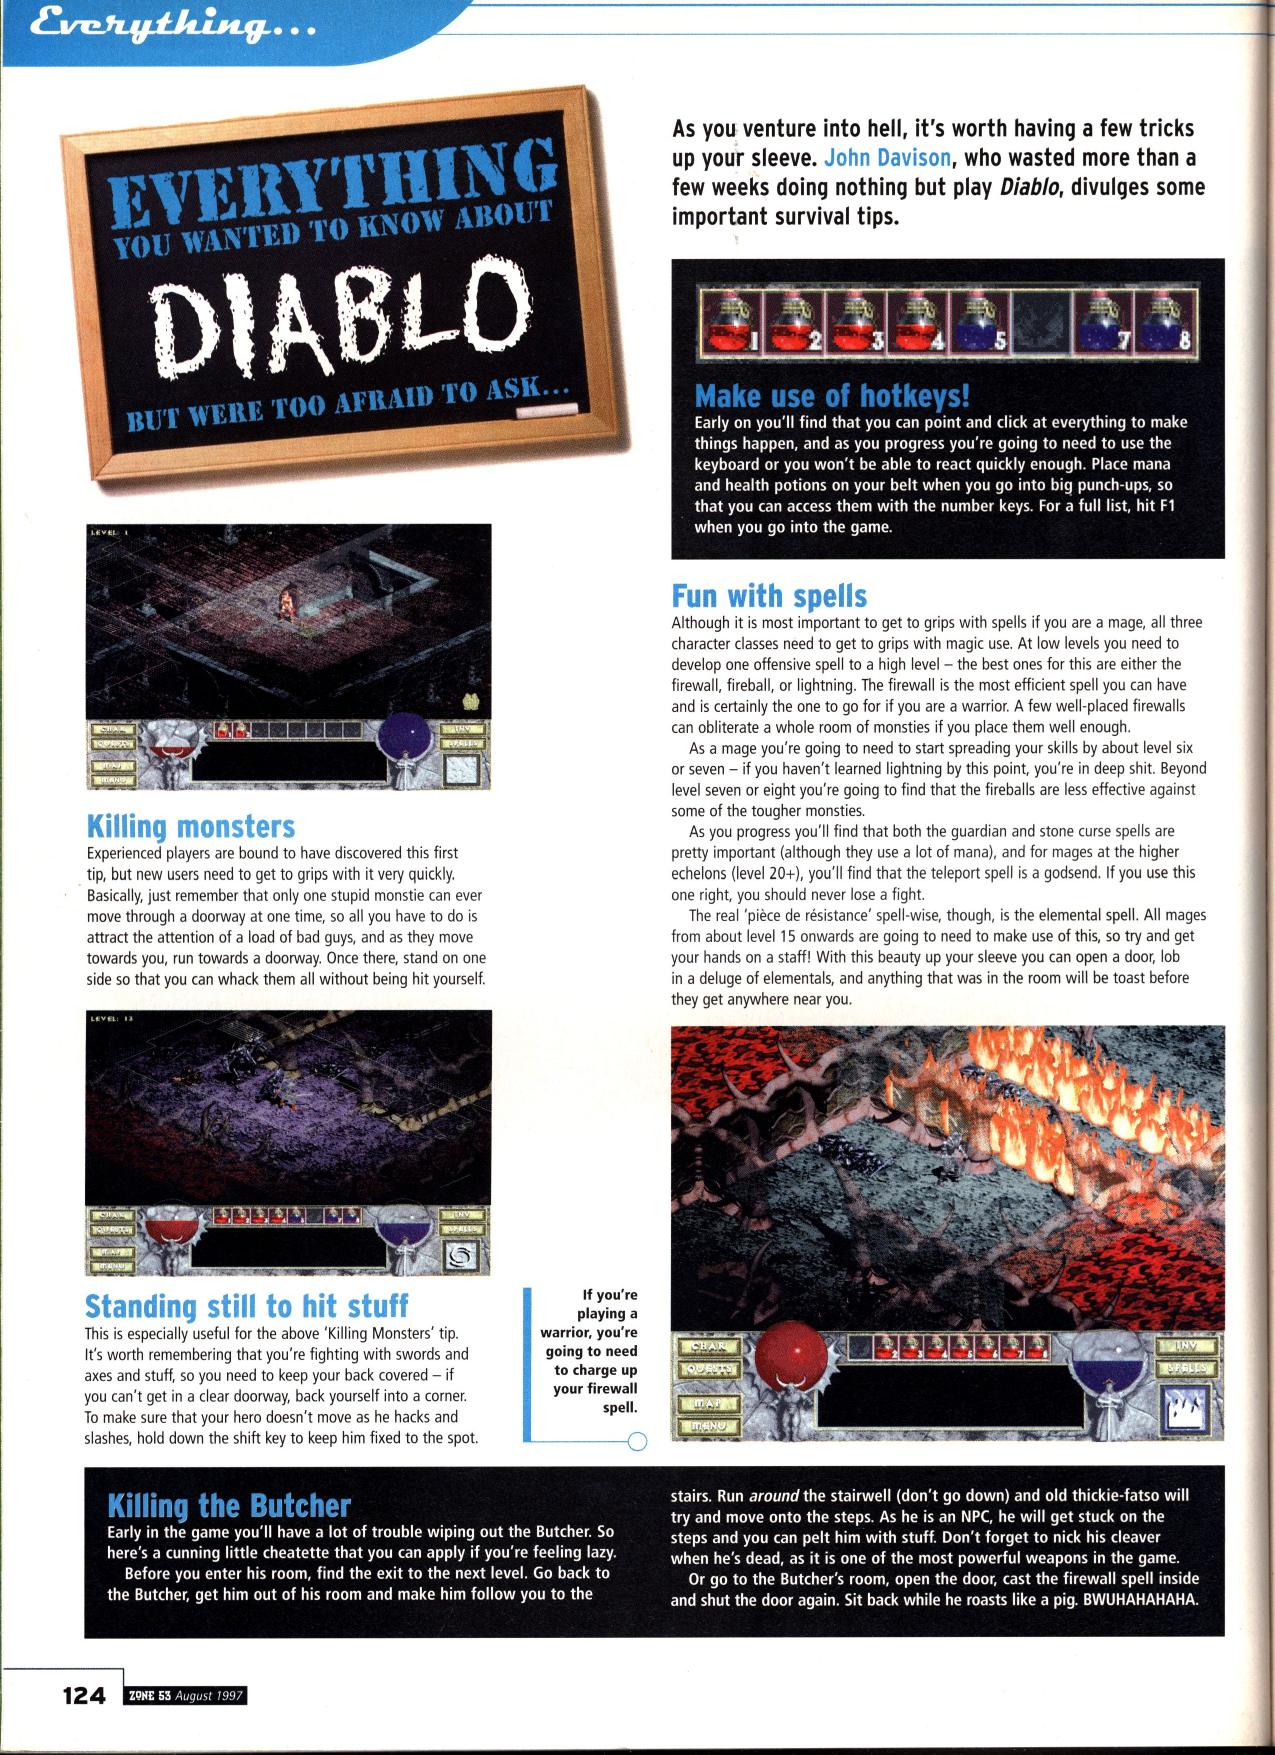 Everything...
EVERYTHING
YOU WANTED TO KNOW ABOUT
DIABLO
BUT WERE TOO AFRAID TO ASK...
As you venture into hell, it's worth having a few tricks
up your sleeve. John Davison, who wasted more than a
few weeks doing nothing but play Diablo, divulges some
important survival tips.
1 2 3 4 5 7 8
Make use of hotkeys!
Early on you'll find that you can point and click at everything to make
things happen, and as you progress you're going to need to use the
keyboard or you won't be able to react quickly enough. Place mana
and health potions on your belt when you go into big punch-ups, so
that you can access them with the number keys. For a full list, hit F1
when you go into the game.
LEVEL: 1
CHAR
QUESTS
MAP
MENU
INV
SPELLS
Killing monsters
Experienced players are bound to have discovered this first
tip, but new users need to get to grips with it very quickly.
Basically, just remember that only one stupid monstie can ever
move through a doorway at one time, so all you have to do is
attract the attention of a load of bad guys, and as they move
towards you, run towards a doorway. Once there, stand on one
side so that you can whack them all without being hit yourself.
LEVEL: 13
CHAR
QUESTS
MAP
MENU
INV
SPELLS
Standing still to hit stuff
This is especially useful for the above 'Killing Monsters' tip.
It's worth remembering that you're fighting with swords and
axes and stuff, so you need to keep your back covered – if
you can't get in a clear doorway, back yourself into a corner.
To make sure that your hero doesn't move as he hacks and
slashes, hold down the shift key to keep him fixed to the spot.
Fun with spells
Although it is most important to get to grips with spells if you are a mage, all three
character classes need to get to grips with magic use. At low levels you need to
develop one offensive spell to a high level – the best ones for this are either the
firewall, fireball, or lightning. The firewall is the most efficient spell you can have
and is certainly the one to go for if you are a warrior. A few well-placed firewalls
can obliterate a whole room of monsties if you place them well enough.
As a mage you're going to need to start spreading your skills by about level six
or seven – if you haven't learned lightning by this point, you're in deep shit. Beyond
level seven or eight you're going to find that the fireballs are less effective against
some of the tougher monsties.
As you progress you'll find that both the guardian and stone curse spells are
pretty important (although they use a lot of mana), and for mages at the higher
echelons (level 20+), you'll find that the teleport spell is a godsend. If you use this
one right, you should never lose a fight.
The real 'pièce de résistance' spell-wise, though, is the elemental spell. All mages
from about level 15 onwards are going to need to make use of this, so try and get
your hands on a staff! With this beauty up your sleeve you can open a door, lob
in a deluge of elementals, and anything that was in the room will be toast before
they get anywhere near you.
If you're
playing a
warrior, you're
going to need
to charge up
your firewall
spell.
CHAR
QUESTS
MAP
MENU
2 3 4 5 6 7 8
INV
SPELLS
Killing the Butcher
Early in the game you'll have a lot of trouble wiping out the Butcher. So
here's a cunning little cheatette that you can apply if you're feeling lazy.
Before you enter his room, find the exit to the next level. Go back to
the Butcher, get him out of his room and make him follow you to the
stairs. Run around the stairwell (don't go down) and old thickie-fatso will
try and move onto the steps. As he is an NPC, he will get stuck on the
steps and you can pelt him with stuff. Don't forget to nick his cleaver
when he's dead, as it is one of the most powerful weapons in the game.
Or go to the Butcher's room, open the door, cast the firewall spell inside
and shut the door again. Sit back while he roasts like a pig. BWUHAHAHAHA.
124 ZONE 53 August 1997